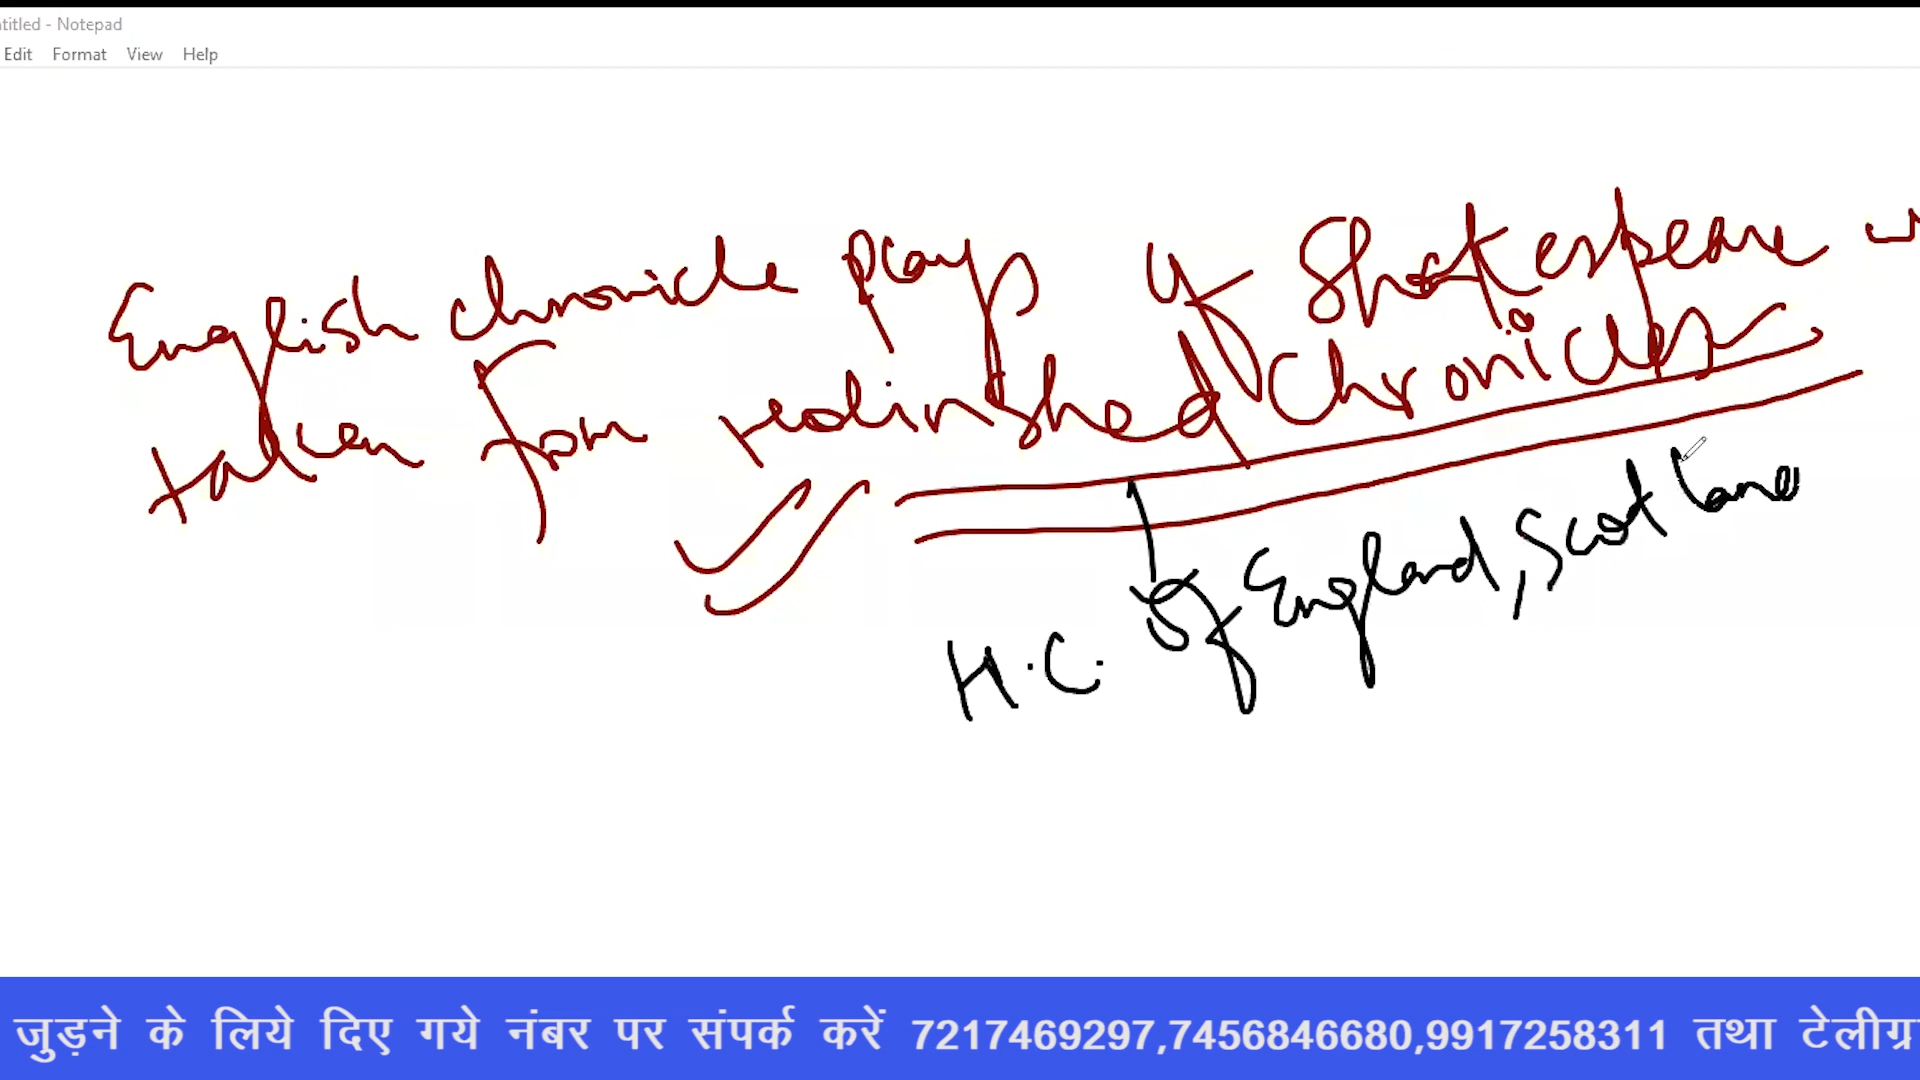 ntitled - Notepad
Edit Format View Help
English chronicle plays of Shakespeare
taken from Holinshed Chronicles
H.C. of England, Scotland
जुड़ने के लिये दिए गये नंबर पर संपर्क करें 7217469297,7456846680,9917258311 तथा टेलीग्र